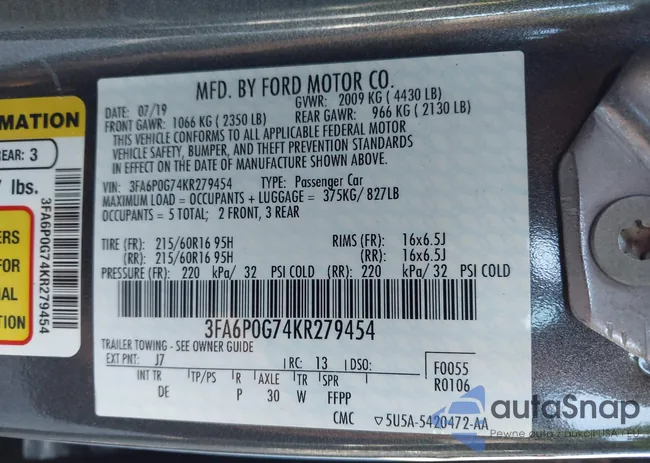 MFD. BY FORD MOTOR CO.
DATE: 07/19 GVWR: 2009 KG ( 4430 LB)
FRONT GAWR: 1066 KG ( 2350 LB) REAR GAWR: 966 KG ( 2130 LB)
THIS VEHICLE CONFORMS TO ALL APPLICABLE FEDERAL MOTOR
VEHICLE SAFETY, BUMPER, AND THEFT PREVENTION STANDARDS
IN EFFECT ON THE DATE OF MANUFACTURE SHOWN ABOVE.
VIN: 3FA6P0G74KR279454 TYPE: Passenger Car
MAXIMUM LOAD = OCCUPANTS + LUGGAGE = 375KG/ 827LB
OCCUPANTS = 5 TOTAL; 2 FRONT, 3 REAR
TIRE (FR): 215/60R16 95H RIMS (FR): 16x6.5J
(RR): 215/60R16 95H (RR): 16x6.5J
PRESSURE (FR): 220 kPa/ 32 PSI COLD (RR): 220 kPa/ 32 PSI COLD
3FA6P0G74KR279454
TRAILER TOWING - SEE OWNER GUIDE
EXT PNT: J7 RC: 13 DSO: F0055
INT TR TP/PS R AXLE TR SPR R0106
DE P 30 W FFPP
CMC ▽5U5A-5420472-AA
MATION
REAR: 3
lbs.
ERS
FOR
AL
TION
3FA6P0G74KR279454
autaSnap
Pewne auta z aukcji USA i EU